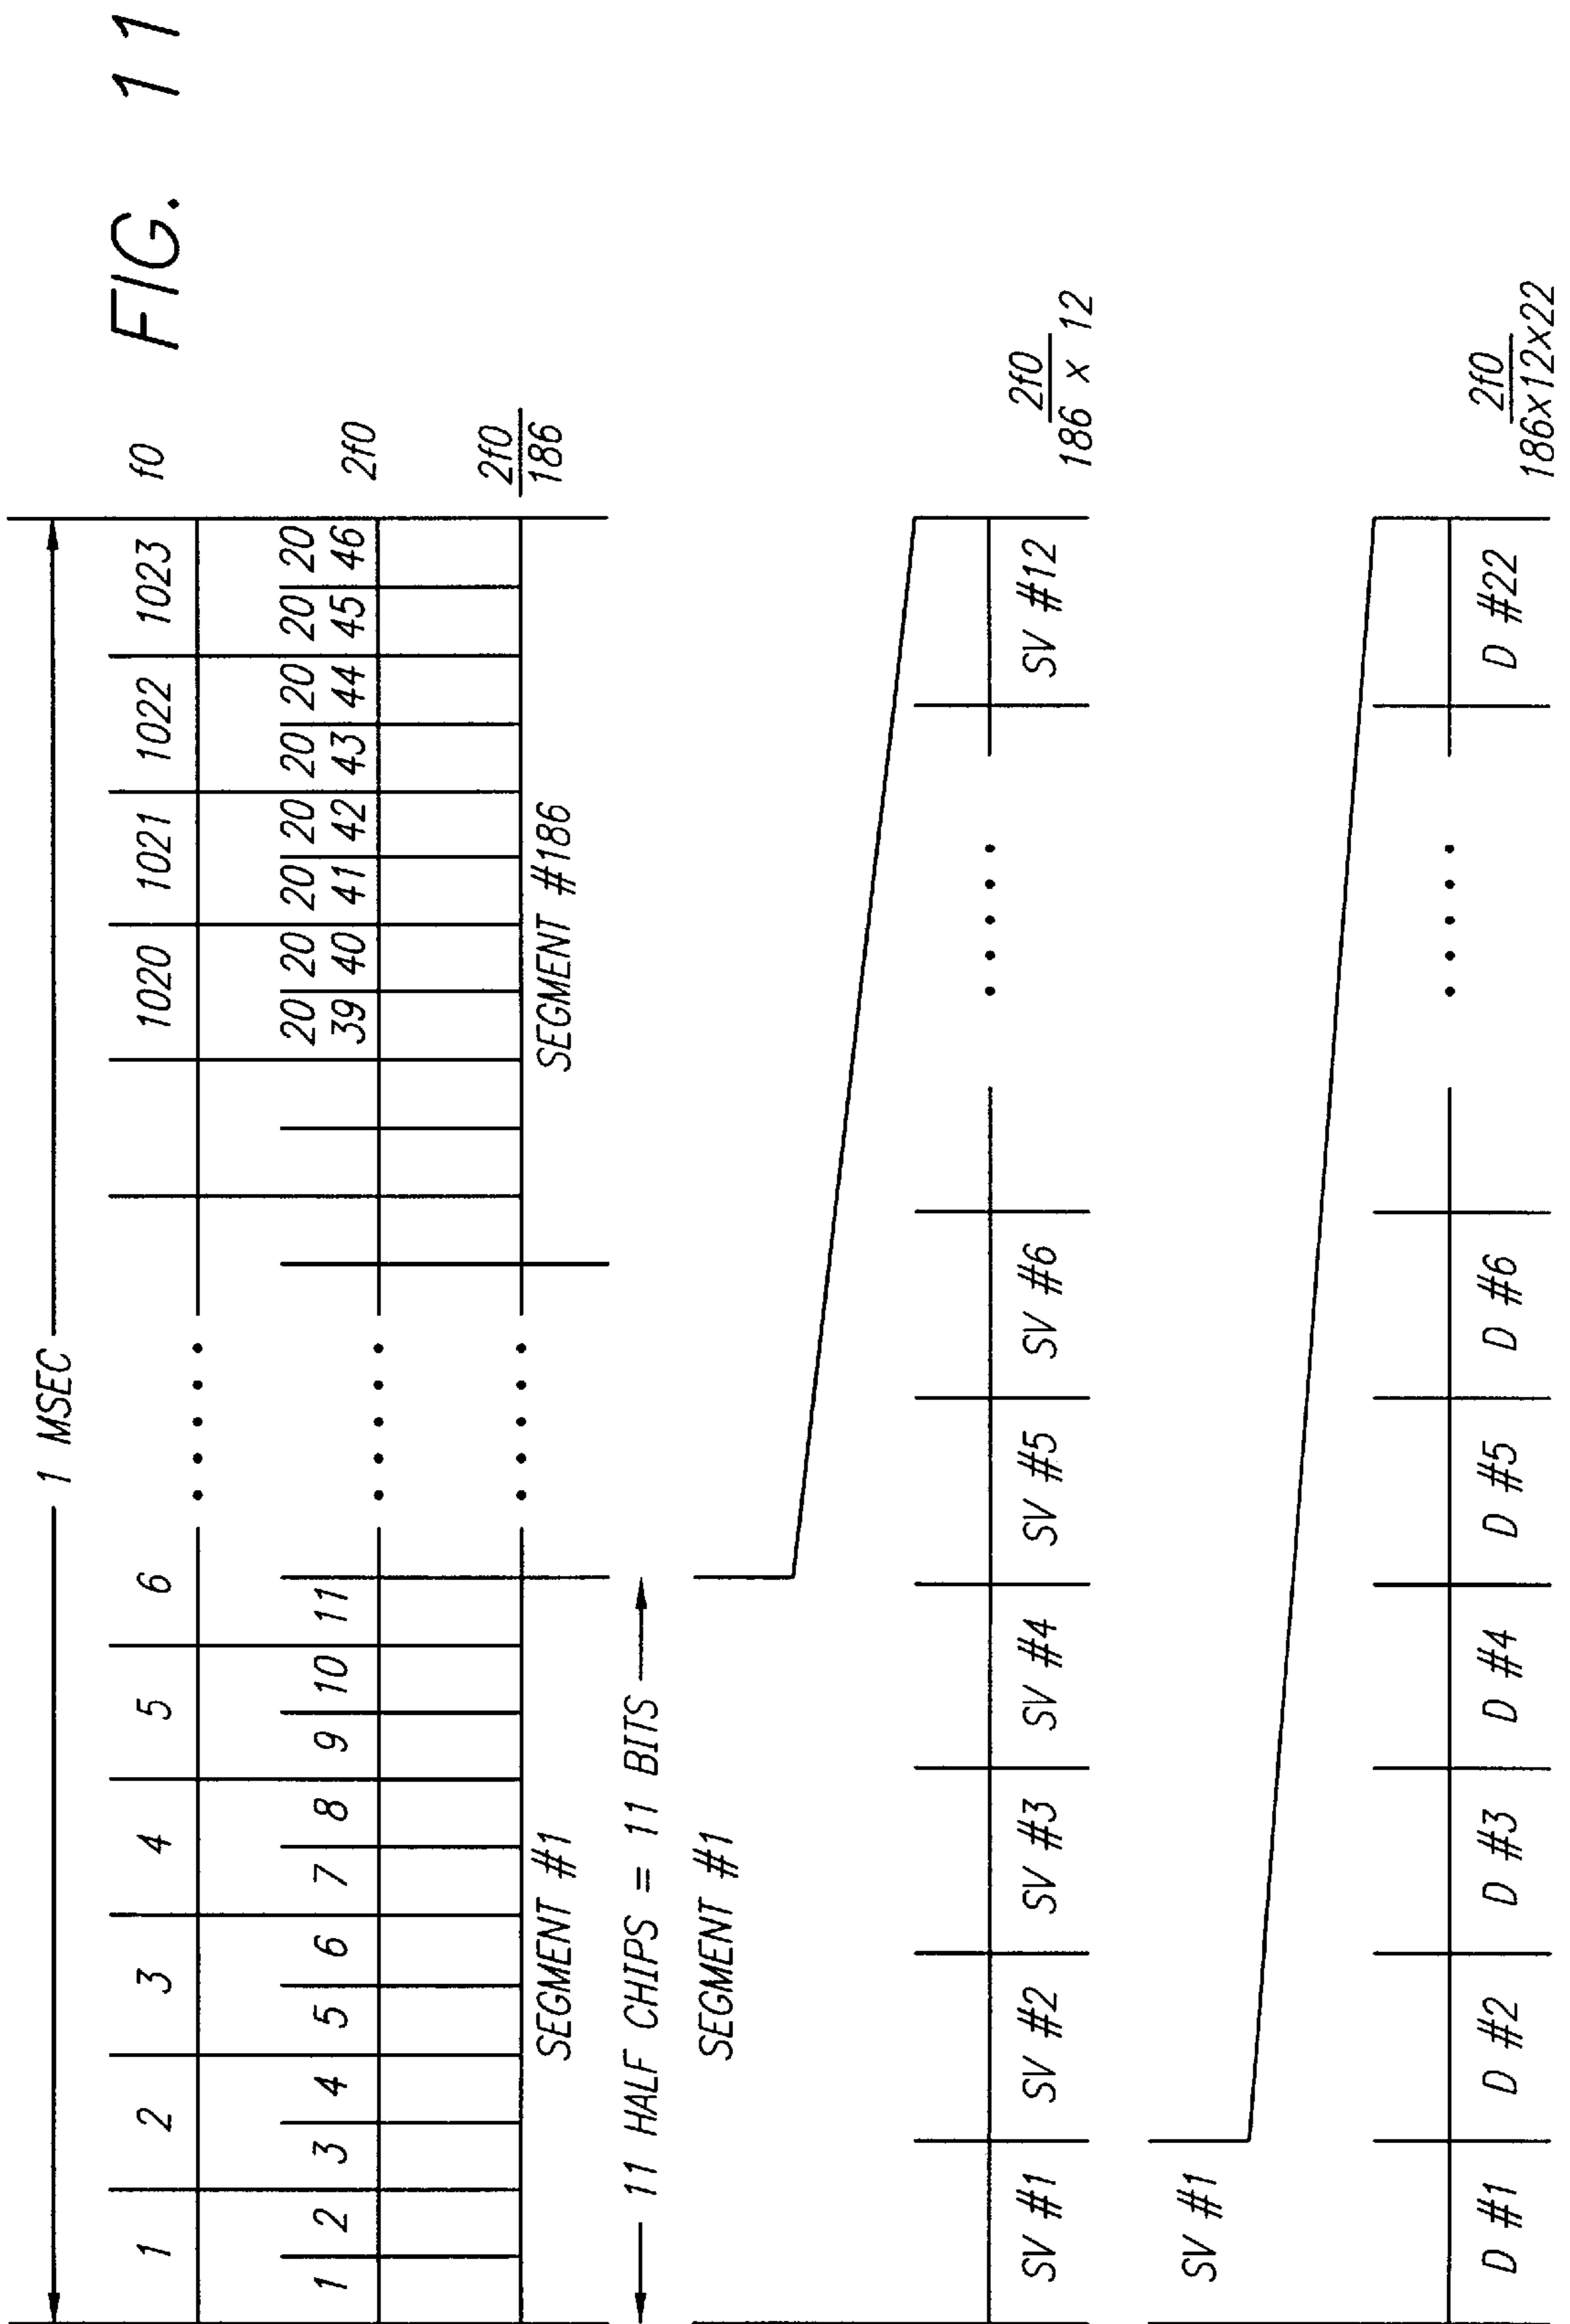 FIG. 11
1 MSEC
1 2 3 4 5 6 1020 1021 1022 1023 f0
1 2 3 4 5 6 7 8 9 10 11 20 39 20 40 20 41 20 42 20 43 20 44 20 45 20 46 2f0
SEGMENT #1 SEGMENT #186 2f0
186
11 HALF CHIPS = 11 BITS
SEGMENT #1
SV #1 SV #2 SV #3 SV #4 SV #5 SV #6 SV #12 2f0
186 x 12
SV #1
D #1 D #2 D #3 D #4 D #5 D #6 D #22 2f0
186x12x22